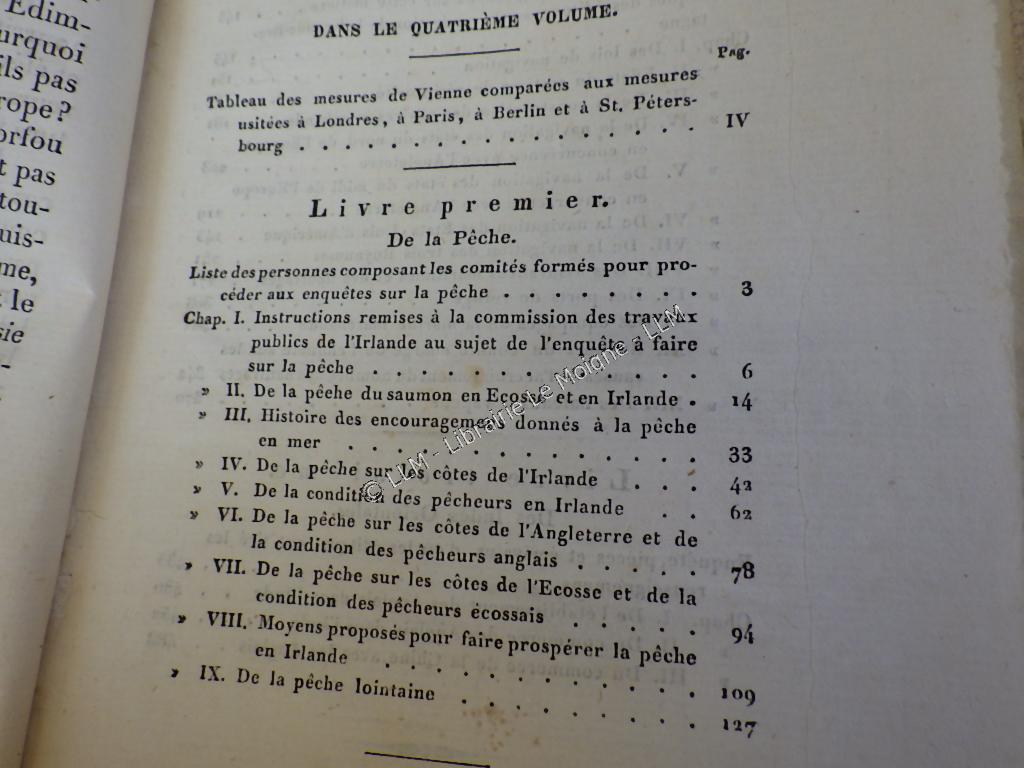 Edim-
urquoi
ils pas
rope?
orfou
t pas
tou-
uis-
me,
t le
sie
DANS LE QUATRIÈME VOLUME.
Pag.
Tableau des mesures de Vienne comparées aux mesures
usitées à Londres, à Paris, à Berlin et à St. Péters-
bourg . . . . . . . . . . . . . . . IV
Livre premier.
De la Pêche.
Liste des personnes composant les comités formés pour pro-
céder aux enquêtes sur la pêche . . . . . . . . 3
Chap. I. Instructions remises à la commission des travaux
publics de l'Irlande au sujet de l'enquête à faire
sur la pêche . . . . . . . . . . . . . 6
» II. De la pêche du saumon en Ecosse et en Irlande . 14
» III. Histoire des encouragemens donnés à la pêche
en mer . . . . . . . . . . . . . . 33
» IV. De la pêche sur les côtes de l'Irlande . . . 42
» V. De la condition des pêcheurs en Irlande . . 62
» VI. De la pêche sur les côtes de l'Angleterre et de
la condition des pêcheurs anglais . . . . . 78
» VII. De la pêche sur les côtes de l'Ecosse et de la
condition des pêcheurs écossais . . . . . 94
» VIII. Moyens proposés pour faire prospérer la pêche
en Irlande . . . . . . . . . . . . 109
» IX. De la pêche lointaine . . . . . . . . . 127
© LLM - Librairie Le Moigne - LLM